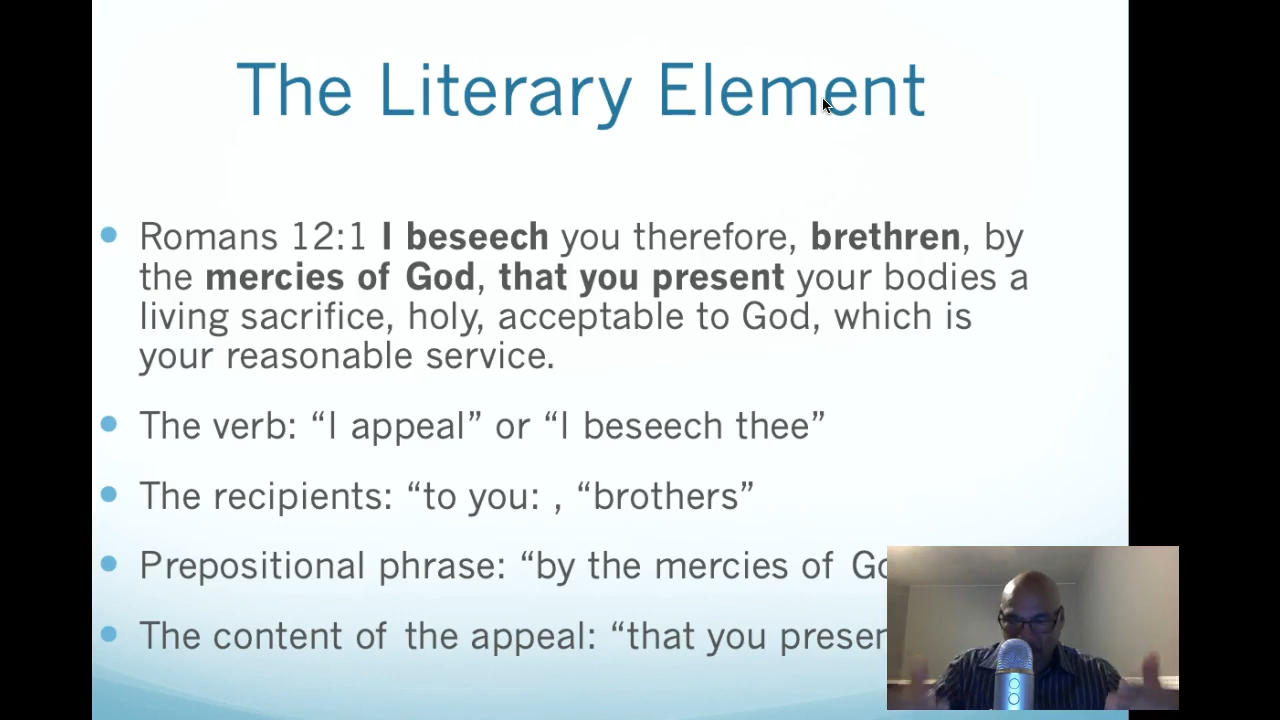 The Literary Element
Romans 12:1 I beseech you therefore, brethren, by
the mercies of God, that you present your bodies a
living sacrifice, holy, acceptable to God, which is
your reasonable service.
The verb: “I appeal” or “I beseech thee”
The recipients: “to you: , “brothers”
Prepositional phrase: “by the mercies of
The content of the appeal: “that you